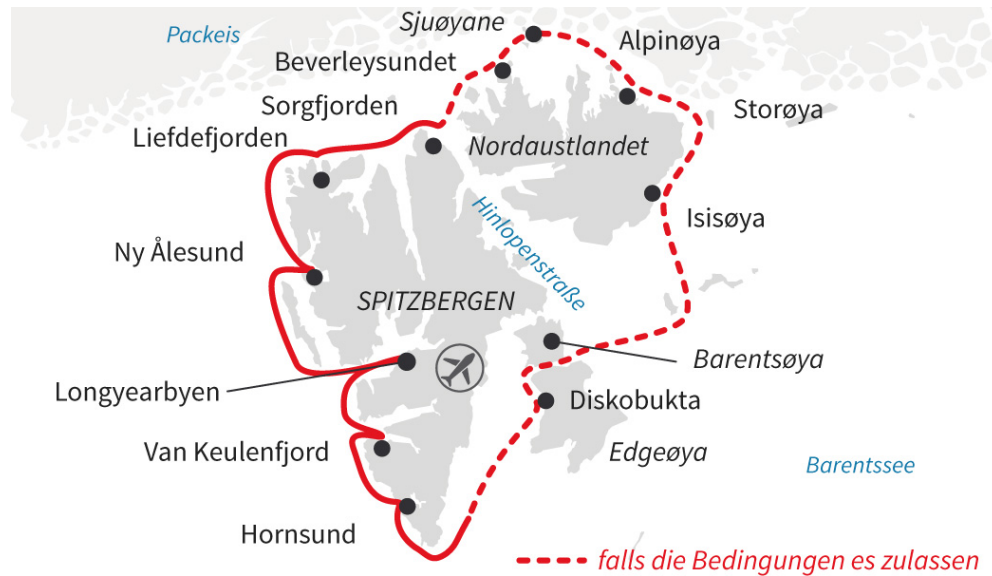 Sjuøyane
Packeis
Alpinøya
Beverleysundet
Sorgfjorden
Storøya
Liefdefjorden
Nordaustlandet
Isisøya
Hinlopenstraße
Ny Ålesund
SPITZBERGEN
Barentsøya
Longyearbyen
Diskobukta
Van Keulenfjord
Edgeøya
Barentssee
Hornsund
falls die Bedingungen es zulassen